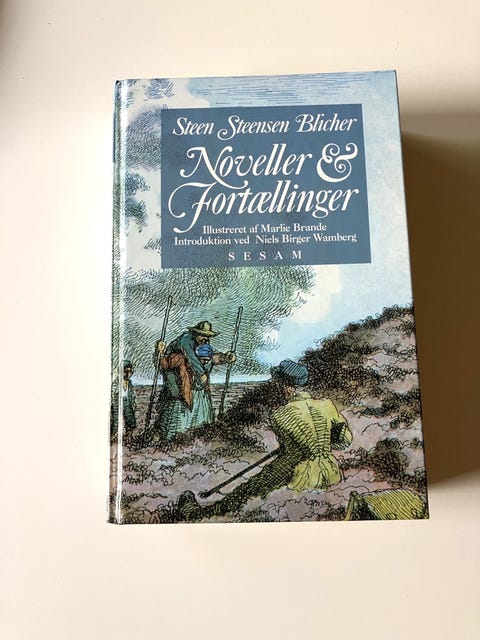 Steen Steensen Blicher
Noveller &
Fortællinger
Illustreret af Marlie Brande
Introduktion ved Niels Birger Wamberg
SESAM